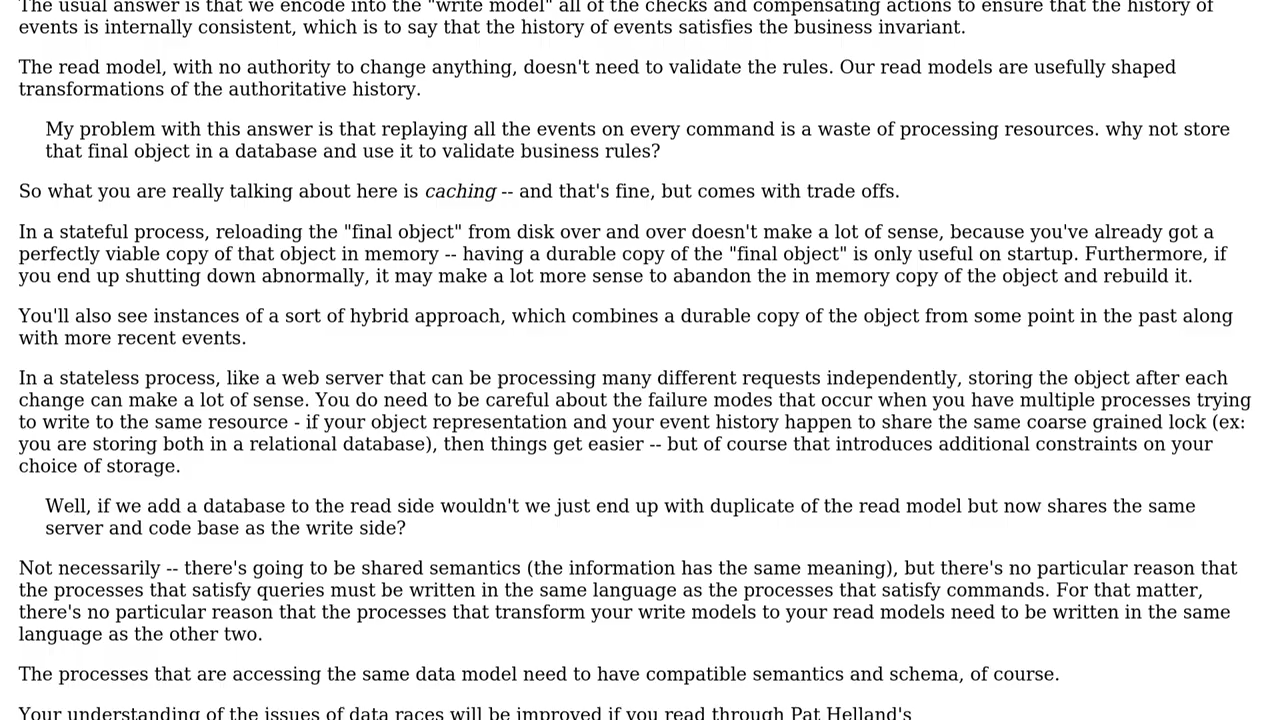 The usual answer is that we encode into the "write model" all of the checks and compensating actions to ensure that the history of
events is internally consistent, which is to say that the history of events satisfies the business invariant.
The read model, with no authority to change anything, doesn't need to validate the rules. Our read models are usefully shaped
transformations of the authoritative history.
My problem with this answer is that replaying all the events on every command is a waste of processing resources. why not store
that final object in a database and use it to validate business rules?
So what you are really talking about here is caching -- and that's fine, but comes with trade offs.
In a stateful process, reloading the "final object" from disk over and over doesn't make a lot of sense, because you've already got a
perfectly viable copy of that object in memory -- having a durable copy of the "final object" is only useful on startup. Furthermore, if
you end up shutting down abnormally, it may make a lot more sense to abandon the in memory copy of the object and rebuild it.
You'll also see instances of a sort of hybrid approach, which combines a durable copy of the object from some point in the past along
with more recent events.
In a stateless process, like a web server that can be processing many different requests independently, storing the object after each
change can make a lot of sense. You do need to be careful about the failure modes that occur when you have multiple processes trying
to write to the same resource - if your object representation and your event history happen to share the same coarse grained lock (ex:
you are storing both in a relational database), then things get easier -- but of course that introduces additional constraints on your
choice of storage.
Well, if we add a database to the read side wouldn't we just end up with duplicate of the read model but now shares the same
server and code base as the write side?
Not necessarily -- there's going to be shared semantics (the information has the same meaning), but there's no particular reason that
the processes that satisfy queries must be written in the same language as the processes that satisfy commands. For that matter,
there's no particular reason that the processes that transform your write models to your read models need to be written in the same
language as the other two.
The processes that are accessing the same data model need to have compatible semantics and schema, of course.
Your understanding of the issues of data races will be improved if you read through Pat Helland's